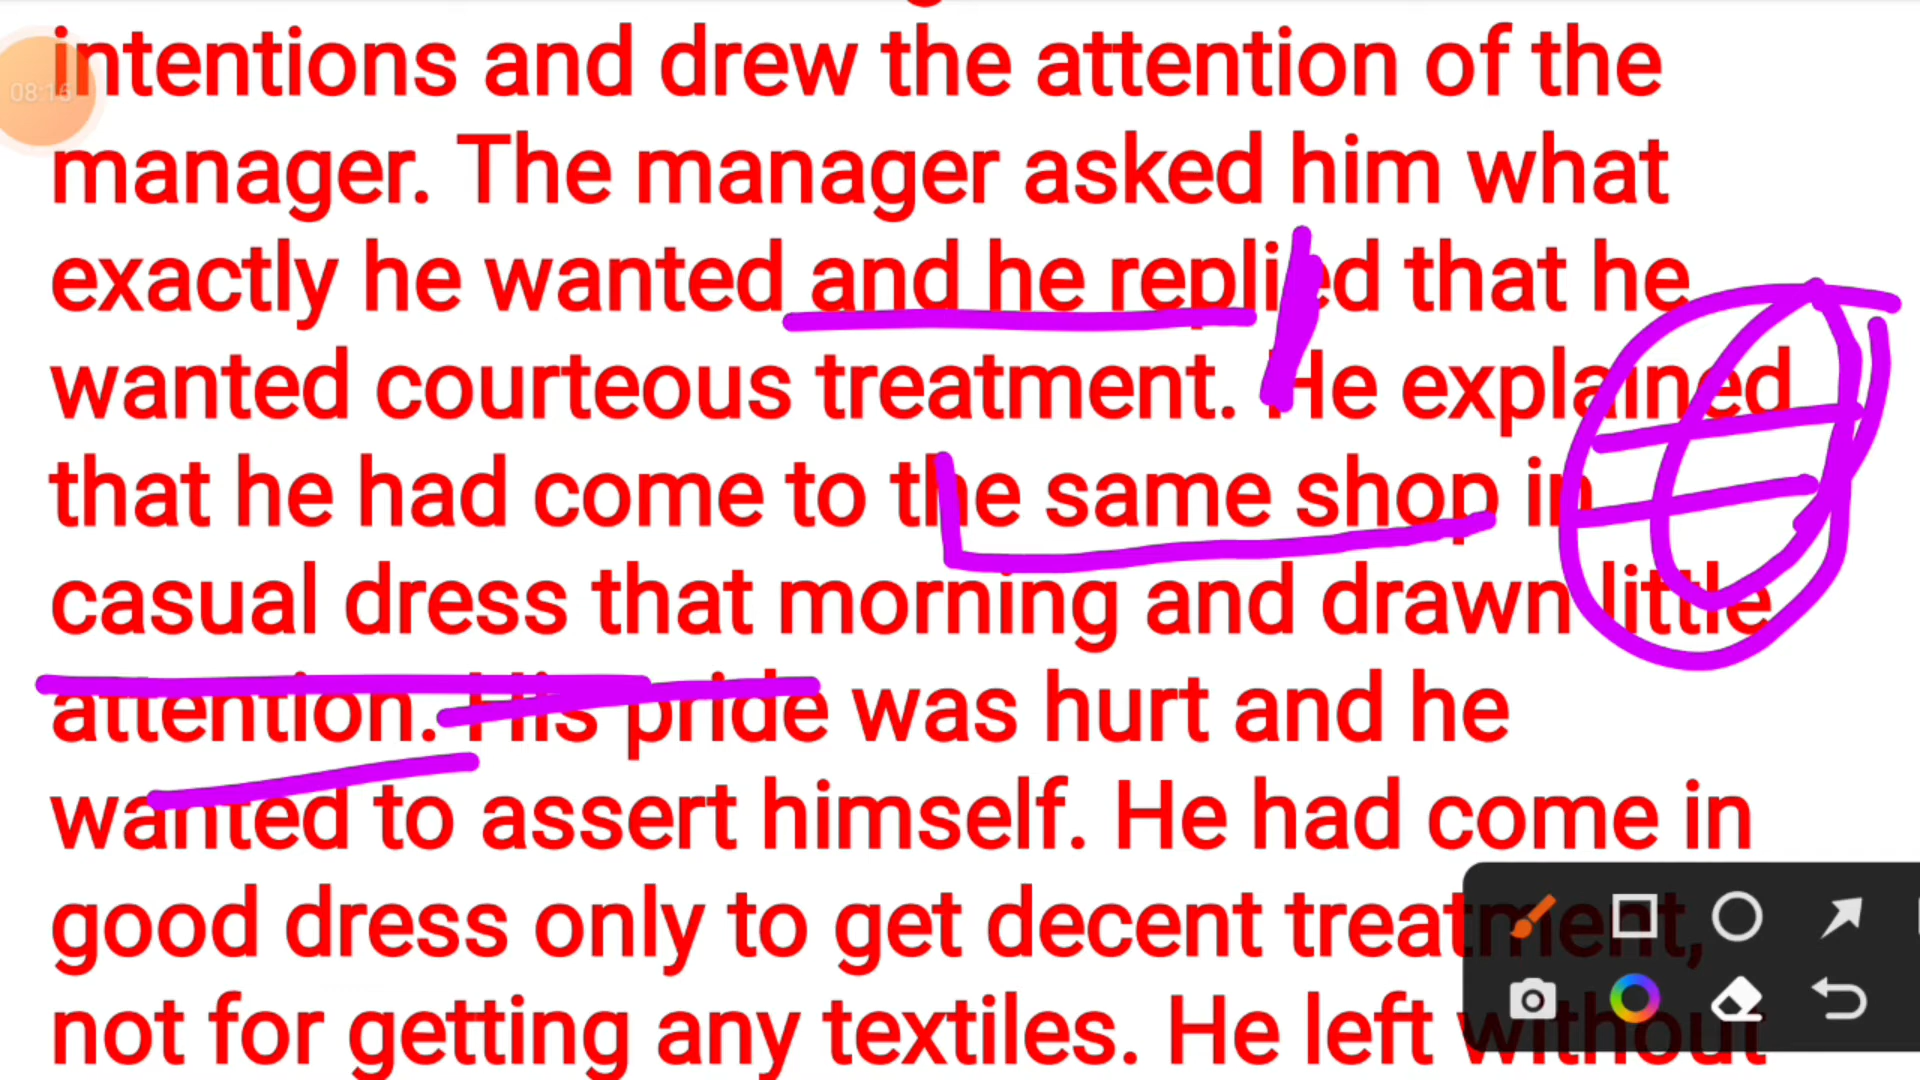 intentions and drew the attention of the
08:16
manager. The manager asked him what
exactly he wanted and he replied that he
wanted courteous treatment. He explained
that he had come to the same shop in
casual dress that morning and drawn little
attention. His pride was hurt and he
wanted to assert himself. He had come in
good dress only to get decent treatment,
not for getting any textiles. He left without